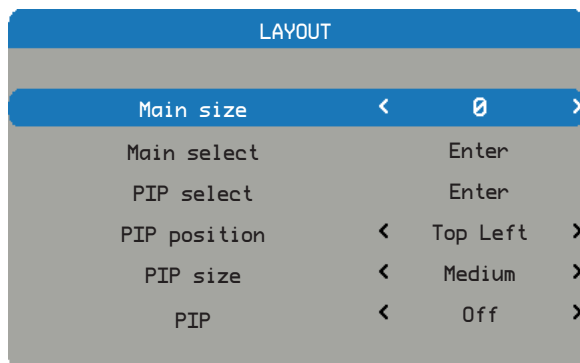 LAYOUT
Main size < 0 >
Main select Enter
PIP select Enter
PIP position < Top Left >
PIP size < Medium >
PIP < Off >